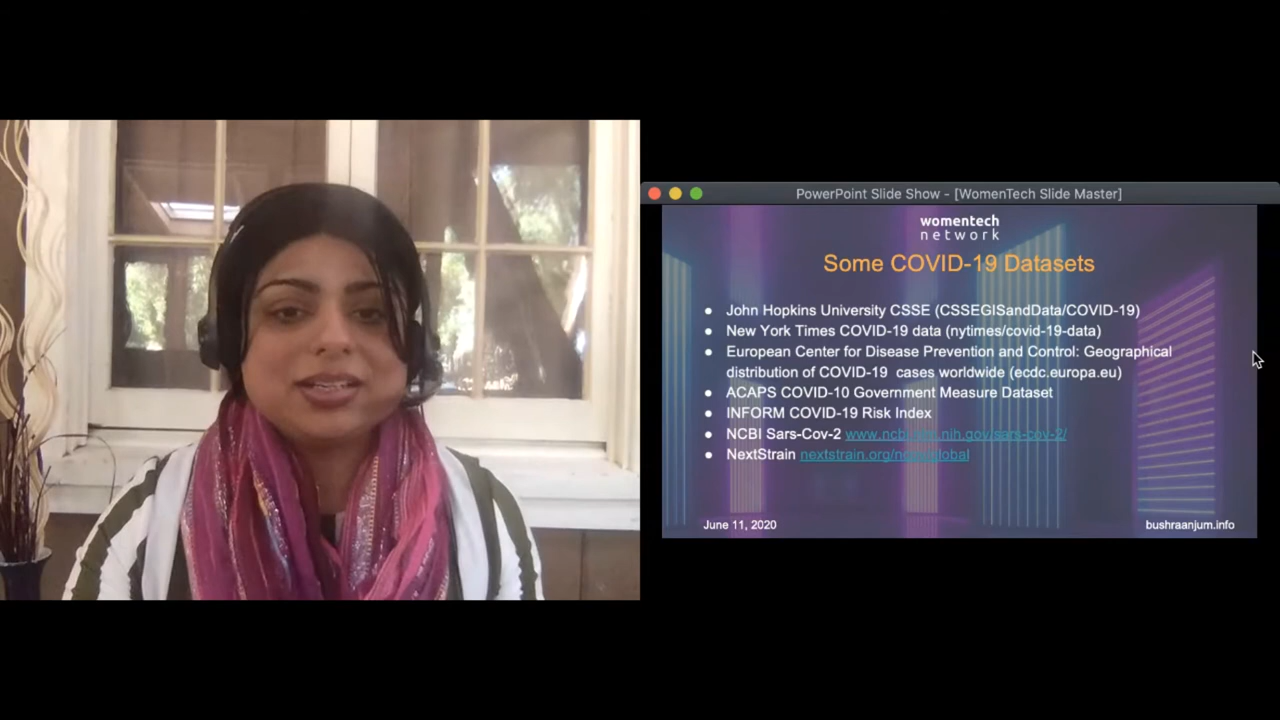 PowerPoint Slide Show - [WomenTech Slide Master]
womentech
network
Some COVID-19 Datasets
● John Hopkins University CSSE (CSSEGISandData/COVID-19)
● New York Times COVID-19 data (nytimes/covid-19-data)
● European Center for Disease Prevention and Control: Geographical
distribution of COVID-19 cases worldwide (ecdc.europa.eu)
● ACAPS COVID-10 Government Measure Dataset
● INFORM COVID-19 Risk Index
● NCBI Sars-Cov-2
● NextStrain
June 11, 2020
bushraanjum.info